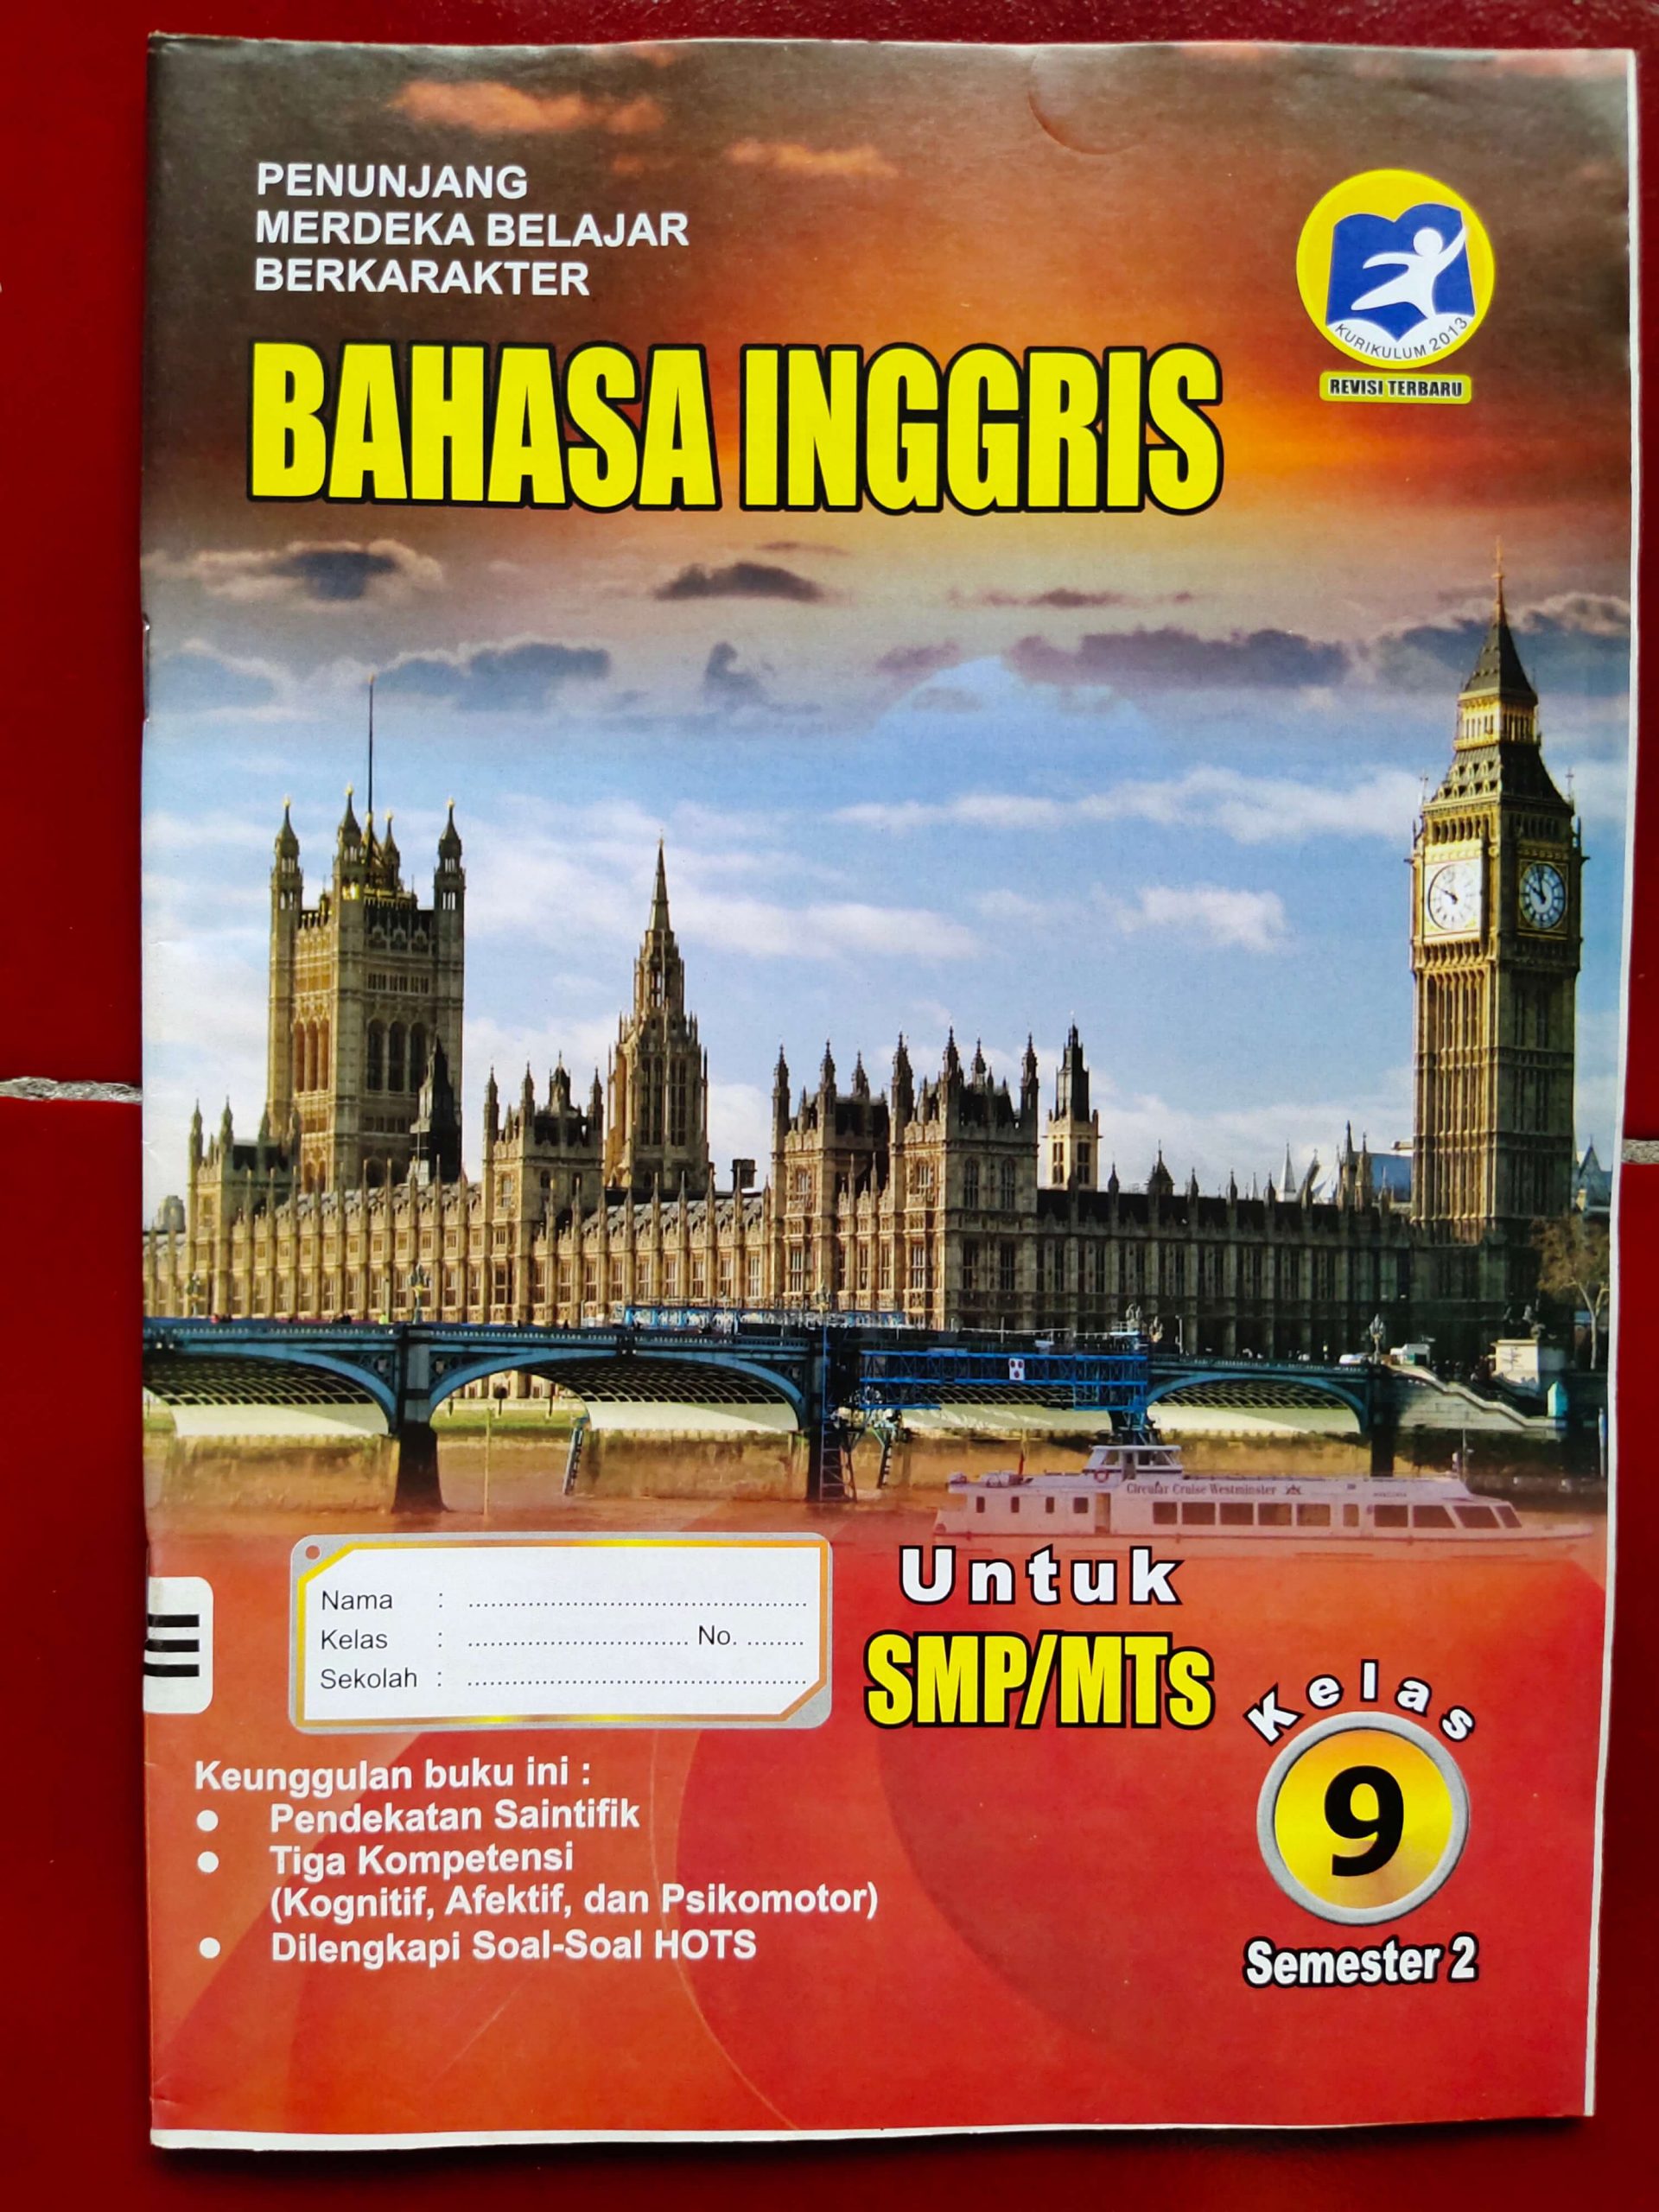 PENUNJANG
MERDEKA BELAJAR
BERKARAKTER
KURIKULUM 2013
REVISI TERBARU
BAHASA INGGRIS
Circular Cruise Westminster
Nama : ..............................................
Kelas : .............................. No. ........
Sekolah : ..............................................
Untuk
SMP/MTs
Kelas
9
Semester 2
Keunggulan buku ini :
● Pendekatan Saintifik
● Tiga Kompetensi
(Kognitif, Afektif, dan Psikomotor)
● Dilengkapi Soal-Soal HOTS